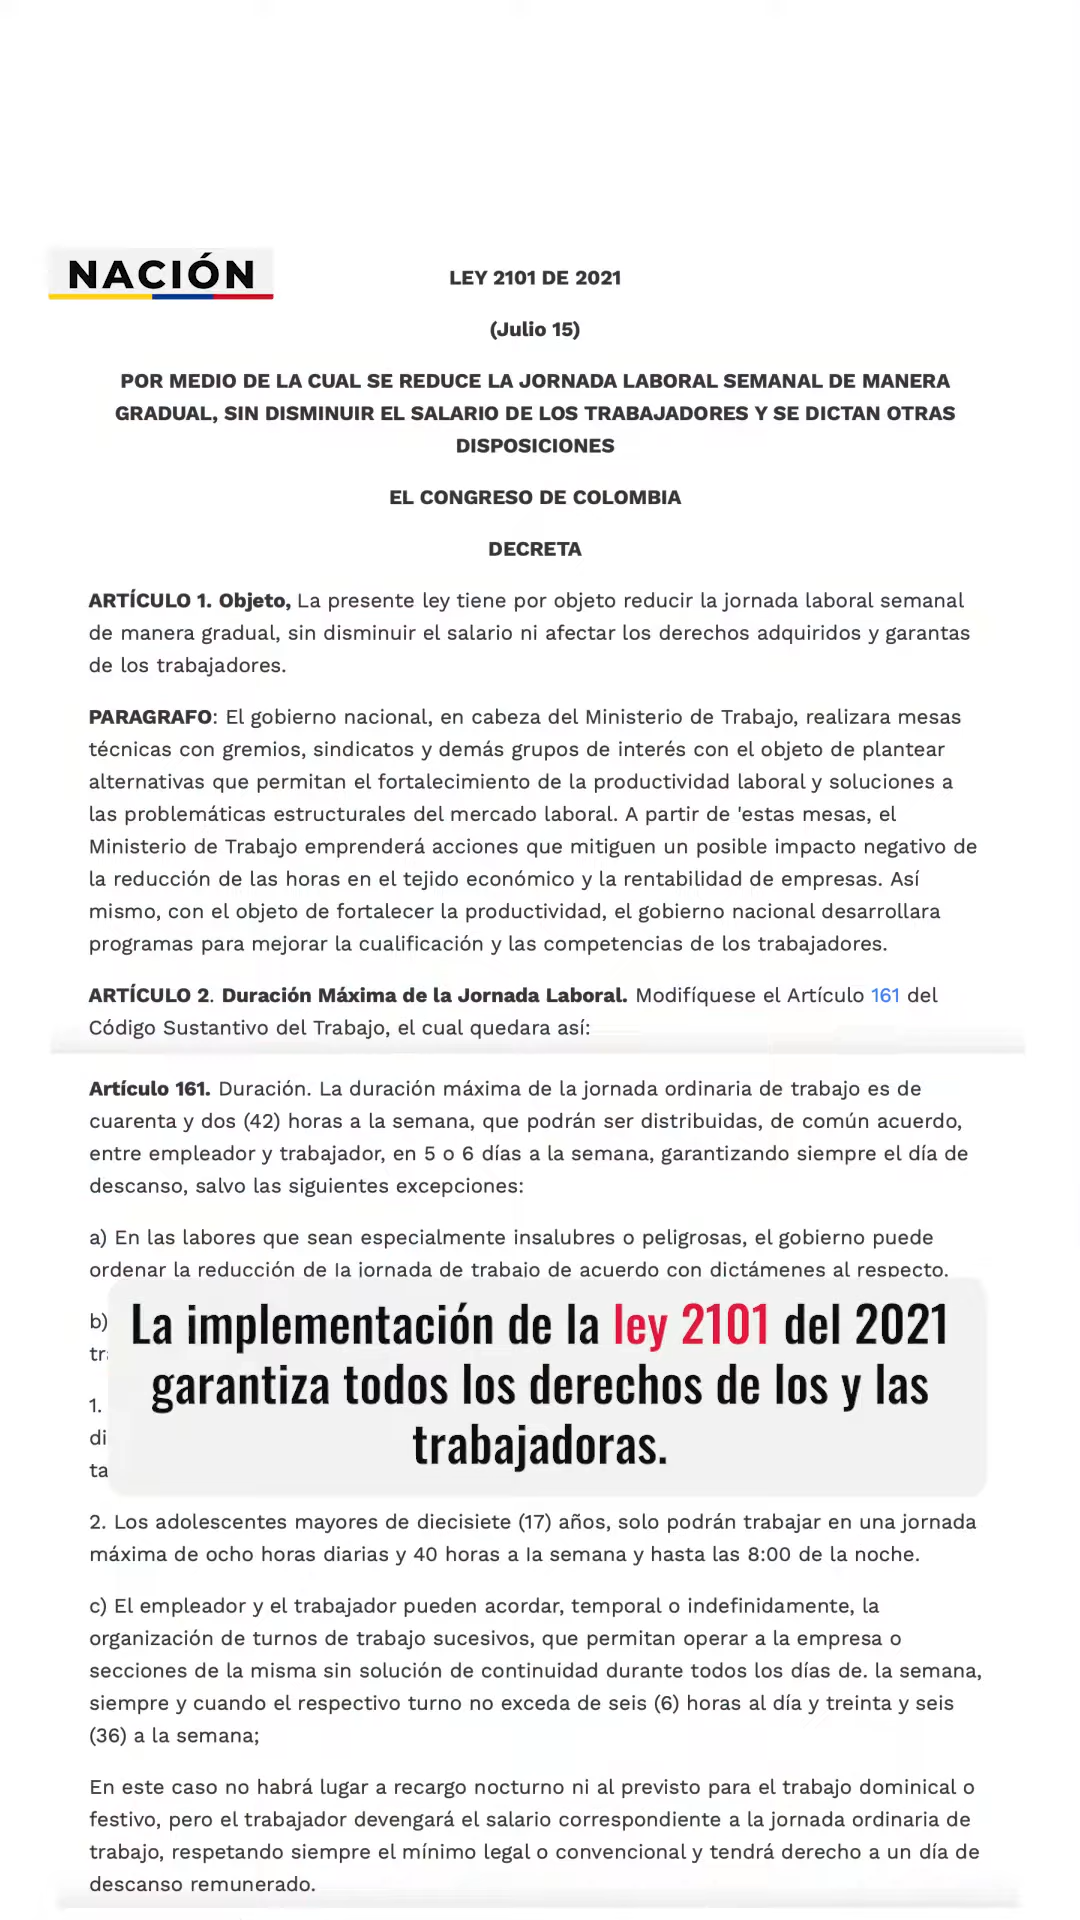 NACIÓN
LEY 2101 DE 2021
(Julio 15)
POR MEDIO DE LA CUAL SE REDUCE LA JORNADA LABORAL SEMANAL DE MANERA
GRADUAL, SIN DISMINUIR EL SALARIO DE LOS TRABAJADORES Y SE DICTAN OTRAS
DISPOSICIONES
EL CONGRESO DE COLOMBIA
DECRETA
ARTÍCULO 1. Objeto, La presente ley tiene por objeto reducir la jornada laboral semanal
de manera gradual, sin disminuir el salario ni afectar los derechos adquiridos y garantas
de los trabajadores.
PARAGRAFO: El gobierno nacional, en cabeza del Ministerio de Trabajo, realizara mesas
técnicas con gremios, sindicatos y demás grupos de interés con el objeto de plantear
alternativas que permitan el fortalecimiento de la productividad laboral y soluciones a
las problemáticas estructurales del mercado laboral. A partir de 'estas mesas, el
Ministerio de Trabajo emprenderá acciones que mitiguen un posible impacto negativo de
la reducción de las horas en el tejido económico y la rentabilidad de empresas. Así
mismo, con el objeto de fortalecer la productividad, el gobierno nacional desarrollara
programas para mejorar la cualificación y las competencias de los trabajadores.
ARTÍCULO 2. Duración Máxima de la Jornada Laboral. Modifíquese el Artículo 161 del
Código Sustantivo del Trabajo, el cual quedara así:
Artículo 161. Duración. La duración máxima de la jornada ordinaria de trabajo es de
cuarenta y dos (42) horas a la semana, que podrán ser distribuidas, de común acuerdo,
entre empleador y trabajador, en 5 o 6 días a la semana, garantizando siempre el día de
descanso, salvo las siguientes excepciones:
a) En las labores que sean especialmente insalubres o peligrosas, el gobierno puede
ordenar la reducción de Ia jornada de trabajo de acuerdo con dictámenes al respecto.
b)
1.
di
ta
La implementación de la ley 2101 del 2021
garantiza todos los derechos de los y las
trabajadoras.
2. Los adolescentes mayores de diecisiete (17) años, solo podrán trabajar en una jornada
máxima de ocho horas diarias y 40 horas a Ia semana y hasta las 8:00 de la noche.
c) El empleador y el trabajador pueden acordar, temporal o indefinidamente, la
organización de turnos de trabajo sucesivos, que permitan operar a la empresa o
secciones de la misma sin solución de continuidad durante todos los días de. la semana,
siempre y cuando el respectivo turno no exceda de seis (6) horas al día y treinta y seis
(36) a la semana;
En este caso no habrá lugar a recargo nocturno ni al previsto para el trabajo dominical o
festivo, pero el trabajador devengará el salario correspondiente a la jornada ordinaria de
trabajo, respetando siempre el mínimo legal o convencional y tendrá derecho a un día de
descanso remunerado.